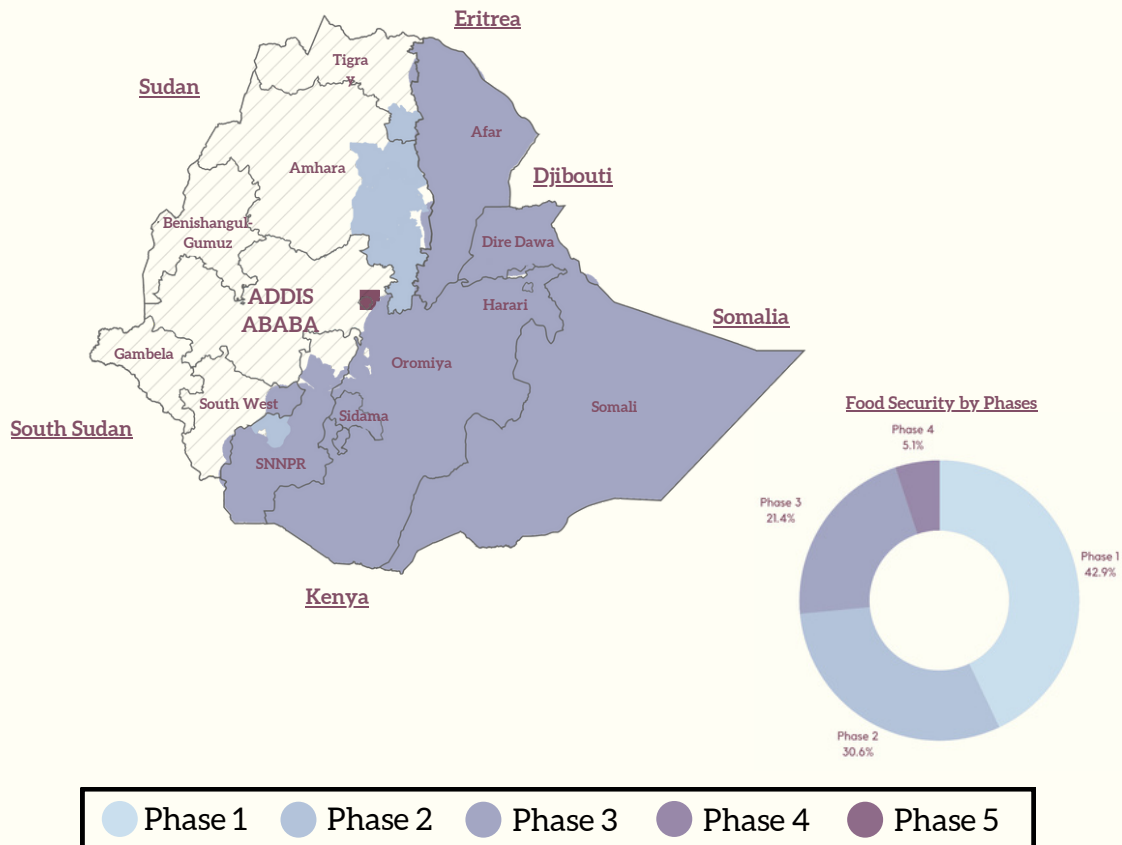 Eritrea
Tigra
y
Sudan
Afar
Amhara
Djibouti
Benishangul-
Gumuz
Dire Dawa
ADDIS
ABABA
Harari
Somalia
Gambela
Oromiya
South West
Sidama
Somali
Food Security by Phases
South Sudan
SNNPR
Kenya
Phase 4
5.1%
Phase 3
21.4%
Phase 1
42.9%
Phase 2
30.6%
Phase 1
Phase 2
Phase 3
Phase 4
Phase 5